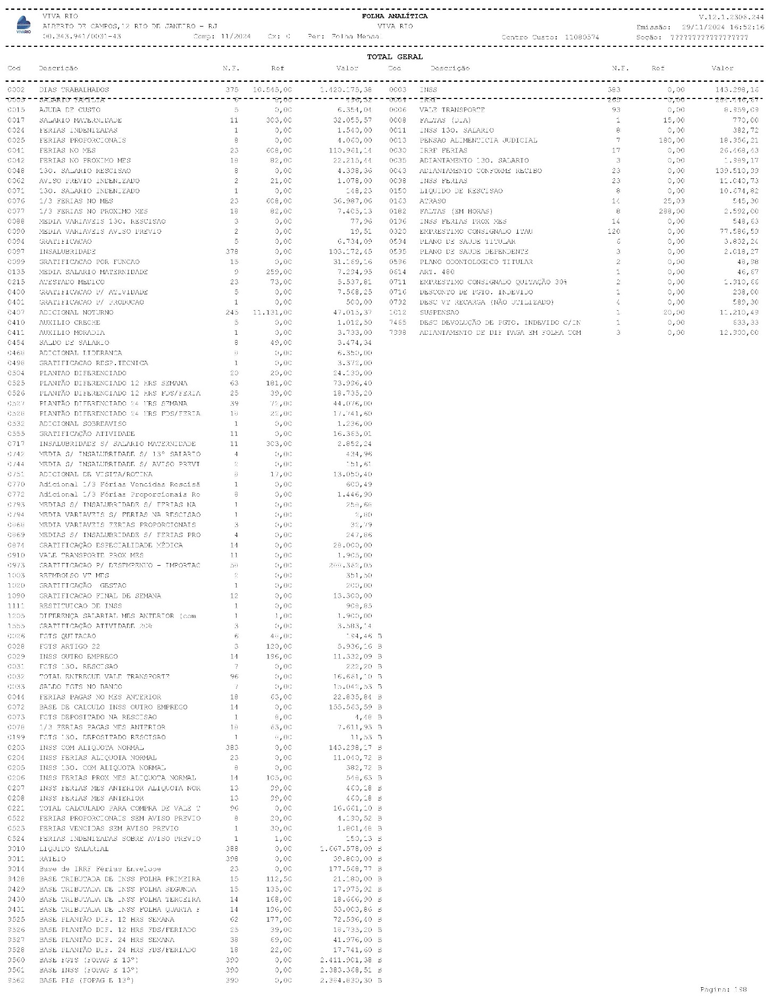 VIVA RIO FOLHA ANALÍTICA V.12.1.2306.244
ALBERTO DE CAMPOS,12 RIO DE JANEIRO - RJ VIVA RIO Emissão: 29/11/2024 16:52:16
VIVARIO 00.343.941/0031-43 Comp: 11/2024 Cx: 0 Per: Folha Mensal Centro Custo: 11080574 Seção: ??????????????????
TOTAL GERAL
Cod Descrição N.F. Ref Valor Cod Descrição N.F. Ref Valor
0002 DIAS TRABALHADOS 375 10.545,00 1.420.175,38 0003 INSS 383 0,00 143.298,16
0005 SALARIO FAMILIA 6 8,00 496,32 0004 IRRF 265 0,00 294.446,67
0015 AJUDA DE CUSTO 5 0,00 6.354,04 0006 VALE TRANSPORTE 93 0,00 8.959,09
0017 SALARIO MATERNIDADE 11 303,00 32.055,57 0008 FALTAS (DIA) 1 15,00 770,00
0024 FERIAS INDENIZADAS 1 0,00 1.540,00 0011 INSS 13O. SALARIO 8 0,00 382,72
0025 FERIAS PROPORCIONAIS 8 0,00 4.060,00 0013 PENSAO ALIMENTICIA JUDICIAL 7 180,00 18.956,21
0041 FERIAS NO MES 23 608,00 110.961,14 0030 IRRF FERIAS 17 0,00 26.468,43
0042 FERIAS NO PROXIMO MES 18 82,00 22.215,44 0035 ADIANTAMENTO 13O. SALARIO 3 0,00 1.989,17
0048 13O. SALARIO RESCISAO 8 0,00 4.398,36 0043 ADIANTAMENTO CONFORME RECIBO 23 0,00 139.510,99
0062 AVISO PREVIO INDENIZADO 2 21,00 1.078,00 0098 INSS FERIAS 23 0,00 11.040,73
0071 13O. SALARIO INDENIZADO 1 0,00 148,23 0150 LIQUIDO DE RESCISAO 8 0,00 10.674,82
0076 1/3 FERIAS NO MES 23 608,00 36.987,06 0163 ATRASO 14 25,09 545,30
0077 1/3 FERIAS NO PROXIMO MES 18 82,00 7.405,13 0182 FALTAS (EM HORAS) 8 288,00 2.592,00
0088 MEDIA VARIAVEIS 13O. RESCISAO 3 0,00 77,96 0196 INSS FERIAS PROX MES 14 0,00 548,63
0090 MEDIA VARIAVEIS AVISO PREVIO 2 0,00 19,51 0320 EMPRESTIMO CONSIGNADO ITAU 120 0,00 77.586,59
0094 GRATIFICACAO 5 0,00 6.734,09 0594 PLANO DE SAUDE TITULAR 6 0,00 3.832,24
0097 INSALUBRIDADE 378 0,00 103.172,45 0595 PLANO DE SAUDE DEPENDENTE 3 0,00 2.018,27
0099 GRATIFICACAO POR FUNCAO 15 0,00 31.169,16 0596 PLANO ODONTOLOGICO TITULAR 2 0,00 48,98
0135 MEDIA SALARIO MATERNIDADE 9 259,00 7.294,95 0614 ART. 480 1 0,00 46,67
0215 ATESTADO MEDICO 23 73,00 5.537,81 0711 EMPRESTIMO CONSIGNADO QUITAÇÃO 30% 2 0,00 1.910,66
0400 GRATIFICACAO P/ ATIVIDADE 5 0,00 7.568,25 0716 DESCONTO DE PGTO. INDEVIDO 1 0,00 238,00
0401 GRATIFICACAO P/ PRODUCAO 1 0,00 500,00 0792 DESC VT RECARGA (NÃO UTILIZADO) 4 0,00 589,30
0407 ADICIONAL NOTURNO 245 11.131,00 47.015,37 1012 SUSPENSAO 1 20,00 11.210,49
0410 AUXILIO CRECHE 5 0,00 1.012,50 7465 DESC DEVOLUÇÃO DE PGTO. INDEVIDO C/IN 1 0,00 633,33
0411 AUXILIO MORADIA 1 0,00 3.733,00 7998 ADIANTAMENTO DE DIF PAGA EM FOLHA COM 3 0,00 12.900,00
0454 SALDO DE SALARIO 8 49,00 3.474,34
0468 ADICIONAL LIDERANCA 8 0,00 6.350,00
0498 GRATIFICACAO RESP.TECNICA 1 0,00 3.372,00
0504 PLANTAO DIFERENCIADO 20 20,00 24.130,00
0525 PLANTÃO DIFERENCIADO 12 HRS SEMANA 63 181,00 73.996,40
0526 PLANTÃO DIFERENCIADO 12 HRS FDS/FERIA 25 39,00 18.735,20
0527 PLANTÃO DIFERENCIADO 24 HRS SEMANA 39 72,00 44.076,00
0528 PLANTÃO DIFERENCIADO 24 HRS FDS/FERIA 18 22,00 17.741,60
0532 ADICIONAL SOBREAVISO 1 0,00 1.236,00
0555 GRATIFICAÇÃO ATIVIDADE 11 0,00 16.365,01
0717 INSALUBRIDADE S/ SALARIO MATERNIDADE 11 303,00 2.852,24
0742 MEDIA S/ INSALUBRIDADE S/ 13º SALARIO 4 0,00 434,96
0744 MEDIA S/ INSALUBRIDADE S/ AVISO PREVI 2 0,00 151,61
0751 ADICIONAL DE VISITA/ROTINA 8 17,00 13.050,40
0770 Adicional 1/3 Férias Vencidas Rescisã 1 0,00 600,49
0772 Adicional 1/3 Férias Proporcionais Re 8 0,00 1.446,90
0793 MEDIAS S/ INSALUBRIDADE S/ FERIAS NA 1 0,00 258,68
0794 MEDIA VARIAVEIS S/ FERIAS NA RESCISAO 1 0,00 2,80
0868 MEDIA VARIAVEIS FERIAS PROPORCIONAIS 3 0,00 32,79
0869 MEDIAS S/ INSALUBRIDADE S/ FERIAS PRO 4 0,00 247,86
0874 GRATIFICAÇÃO ESPECIALIDADE MÉDICA 14 0,00 28.000,00
0910 VALE TRANSPORTE PROX MES 11 0,00 1.905,00
0973 GRATIFICACAO P/ DESEMPENHO - IMPORTAC 58 0,00 288.362,05
1003 REEMBOLSO VT MES 2 0,00 351,50
1020 GRATIFICAÇÃO GESTAO 1 0,00 200,00
1090 GRATIFICACAO FINAL DE SEMANA 12 0,00 13.300,00
1111 RESTITUICAO DE INSS 1 0,00 908,85
1205 DIFERENÇA SALARIAL MES ANTERIOR (com 1 1,00 1.900,00
1555 GRATIFICAÇÃO ATIVIDADE 20% 3 0,00 3.583,14
0026 FGTS QUITACAO 6 48,00 194,46 B
0028 FGTS ARTIGO 22 3 120,00 5.936,16 B
0029 INSS OUTRO EMPREGO 14 196,00 11.332,09 B
0031 FGTS 13O. RESCISAO 7 0,00 222,20 B
0032 TOTAL ENTREGUE VALE TRANSPORTE 96 0,00 16.661,10 B
0033 SALDO FGTS NO BANCO 7 0,00 15.042,53 B
0044 FERIAS PAGAS NO MES ANTERIOR 18 63,00 22.835,84 B
0072 BASE DE CALCULO INSS OUTRO EMPREGO 14 0,00 155.563,59 B
0073 FGTS DEPOSITADO NA RESCISAO 1 8,00 4,48 B
0078 1/3 FERIAS PAGAS MES ANTERIOR 18 63,00 7.611,93 B
0199 FGTS 13O. DEPOSITADO RESCISAO 1 8,00 11,53 B
0203 INSS COM ALIQUOTA NORMAL 383 0,00 143.298,17 B
0204 INSS FERIAS ALIQUOTA NORMAL 23 0,00 11.040,72 B
0205 INSS 13O. COM ALIQUOTA NORMAL 8 0,00 382,72 B
0206 INSS FERIAS PROX MES ALIQUOTA NORMAL 14 105,00 548,63 B
0207 INSS FERIAS MES ANTERIOR ALIQUOTA NOR 13 99,00 460,18 B
0208 INSS FERIAS MES ANTERIOR 13 99,00 460,18 B
0221 TOTAL CALCULADO PARA COMPRA DE VALE T 96 0,00 16.661,10 B
0522 FERIAS PROPORCIONAIS SEM AVISO PREVIO 8 20,00 4.190,52 B
0523 FERIAS VENCIDAS SEM AVISO PREVIO 1 30,00 1.801,48 B
0524 FERIAS INDENIZADAS SOBRE AVISO PREVIO 1 1,00 150,13 B
9010 LIQUIDO SALARIAL 388 0,00 1.667.578,09 B
9011 RATEIO 398 0,00 39.800,00 B
9014 Base de IRRF Férias Envelope 23 0,00 177.568,77 B
9428 BASE TRIBUTADA DE INSS FOLHA PRIMEIRA 15 112,50 21.180,00 B
9429 BASE TRIBUTADA DE INSS FOLHA SEGUNDA 15 135,00 17.975,92 B
9430 BASE TRIBUTADA DE INSS FOLHA TERCEIRA 14 168,00 18.666,90 B
9431 BASE TRIBUTADA DE INSS FOLHA QUARTA F 14 196,00 53.003,86 B
9525 BASE PLANTÃO DIF. 12 HRS SEMANA 62 177,00 72.596,40 B
9526 BASE PLANTÃO DIF. 12 HRS FDS/FERIADO 25 39,00 18.735,20 B
9527 BASE PLANTÃO DIF. 24 HRS SEMANA 38 69,00 41.976,00 B
9528 BASE PLANTÃO DIF. 24 HRS FDS/FERIADO 18 22,00 17.741,60 B
9560 BASE FGTS (FOPAG E 13º) 390 0,00 2.411.901,38 B
9561 BASE INSS (FOPAG E 13º) 390 0,00 2.383.368,51 B
9562 BASE PIS (FOPAG E 13º) 390 0,00 2.364.830,30 B
Pagina: 198